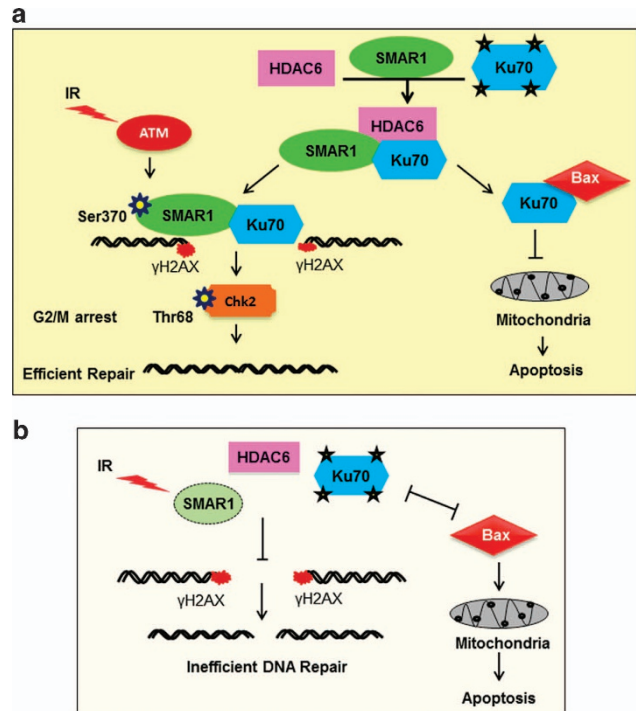 a
HDAC6
SMAR1
Ku70
IR
ATM
HDAC6
SMAR1
Ku70
Bax
Ku70
Ser370
SMAR1
Ku70
γH2AX
γH2AX
G2/M arrest
Thr68
Chk2
Mitochondria
Efficient Repair
Apoptosis
b
IR
HDAC6
Ku70
SMAR1
Bax
γH2AX
γH2AX
Mitochondria
Inefficient DNA Repair
Apoptosis